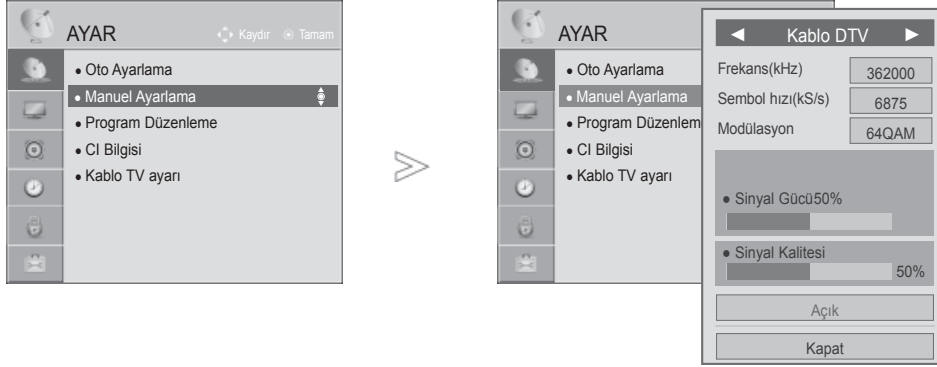 AYAR
Kaydır
Tamam
• Oto Ayarlama
• Manuel Ayarlama
• Program Düzenleme
• CI Bilgisi
• Kablo TV ayarı
AYAR
• Oto Ayarlama
• Manuel Ayarlama
• Program Düzenlem
• CI Bilgisi
• Kablo TV ayarı
◄ Kablo DTV ►
Frekans(kHz) 362000
Sembol hızı(kS/s) 6875
Modülasyon 64QAM
• Sinyal Gücü50%
• Sinyal Kalitesi
50%
Açık
Kapat